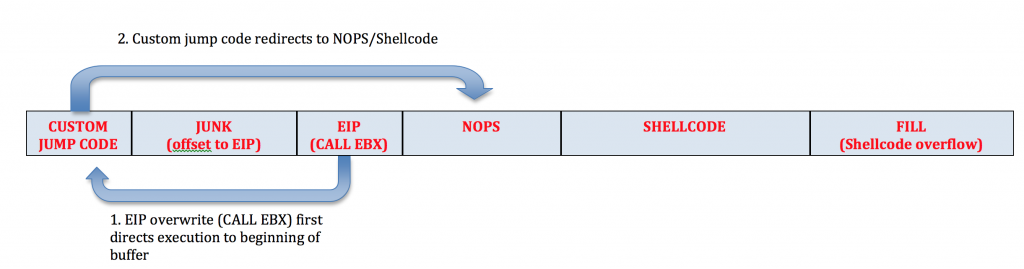 2. Custom jump code redirects to NOPS/Shellcode
CUSTOM
JUMP CODE
JUNK
(offset to EIP)
EIP
(CALL EBX)
NOPS
SHELLCODE
FILL
(Shellcode overflow)
1. EIP overwrite (CALL EBX) first
directs execution to beginning of
buffer